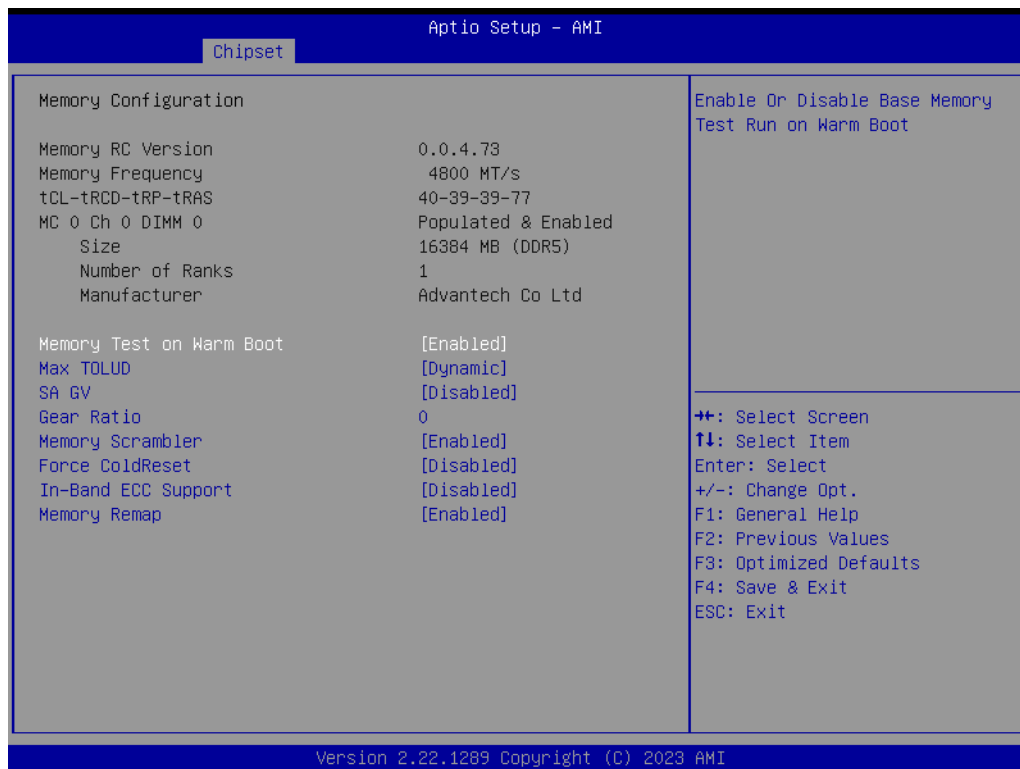 Aptio Setup – AMI
Chipset
Memory Configuration
Memory RC Version 0.0.4.73
Memory Frequency 4800 MT/s
tCL-tRCD-tRP-tRAS 40-39-39-77
MC 0 Ch 0 DIMM 0 Populated & Enabled
Size 16384 MB (DDR5)
Number of Ranks 1
Manufacturer Advantech Co Ltd
Memory Test on Warm Boot [Enabled]
Max TOLUD [Dynamic]
SA GV [Disabled]
Gear Ratio 0
Memory Scrambler [Enabled]
Force ColdReset [Disabled]
In-Band ECC Support [Disabled]
Memory Remap [Enabled]
Enable Or Disable Base Memory
Test Run on Warm Boot
→←: Select Screen
↑↓: Select Item
Enter: Select
+/-: Change Opt.
F1: General Help
F2: Previous Values
F3: Optimized Defaults
F4: Save & Exit
ESC: Exit
Version 2.22.1289 Copyright (C) 2023 AMI